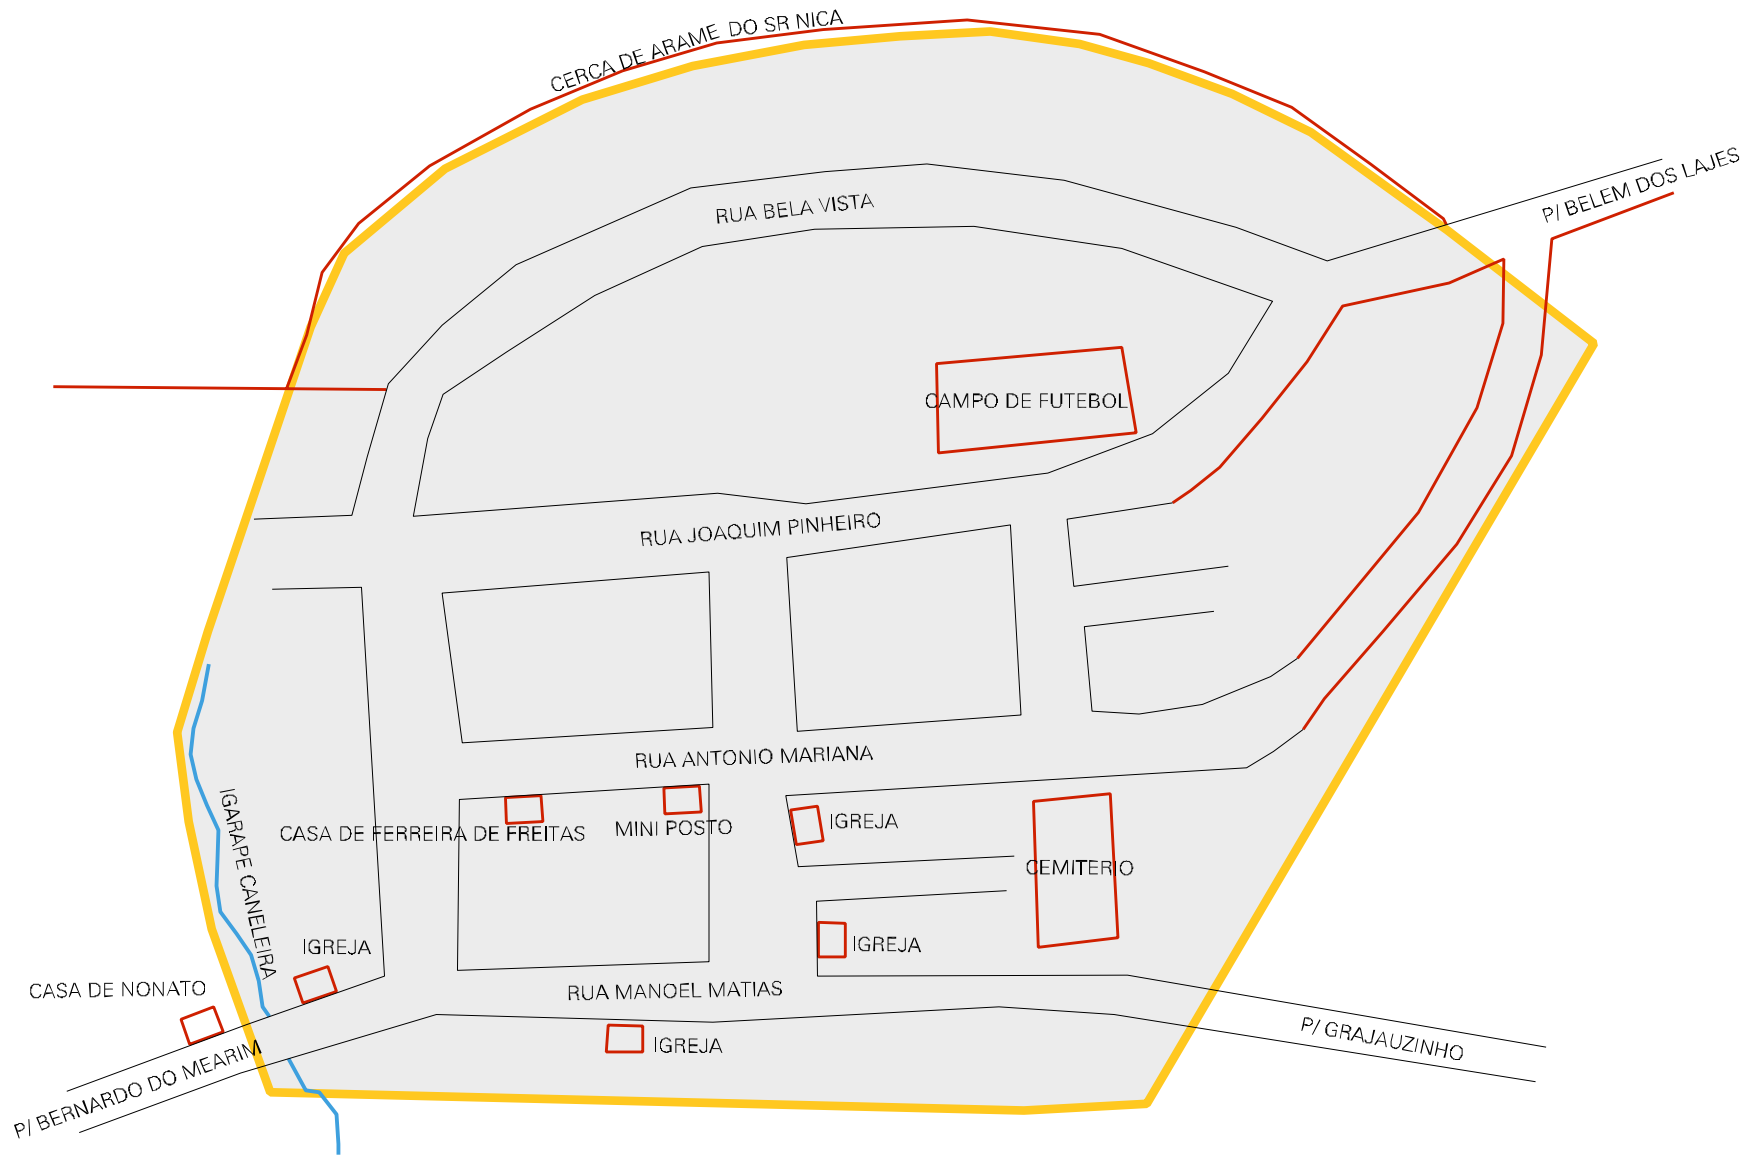 CERCA DE ARAME DO SR NICA
P/ BELEM DOS LAJES
RUA BELA VISTA
CAMPO DE FUTEBOL
RUA JOAQUIM PINHEIRO
RUA ANTONIO MARIANA
IGARAPE CANELEIRA
CASA DE FERREIRA DE FREITAS
MINI POSTO
IGREJA
CEMITERIO
IGREJA
IGREJA
CASA DE NONATO
RUA MANOEL MATIAS
IGREJA
P/ GRAJAUZINHO
P/ BERNARDO DO MEARIM